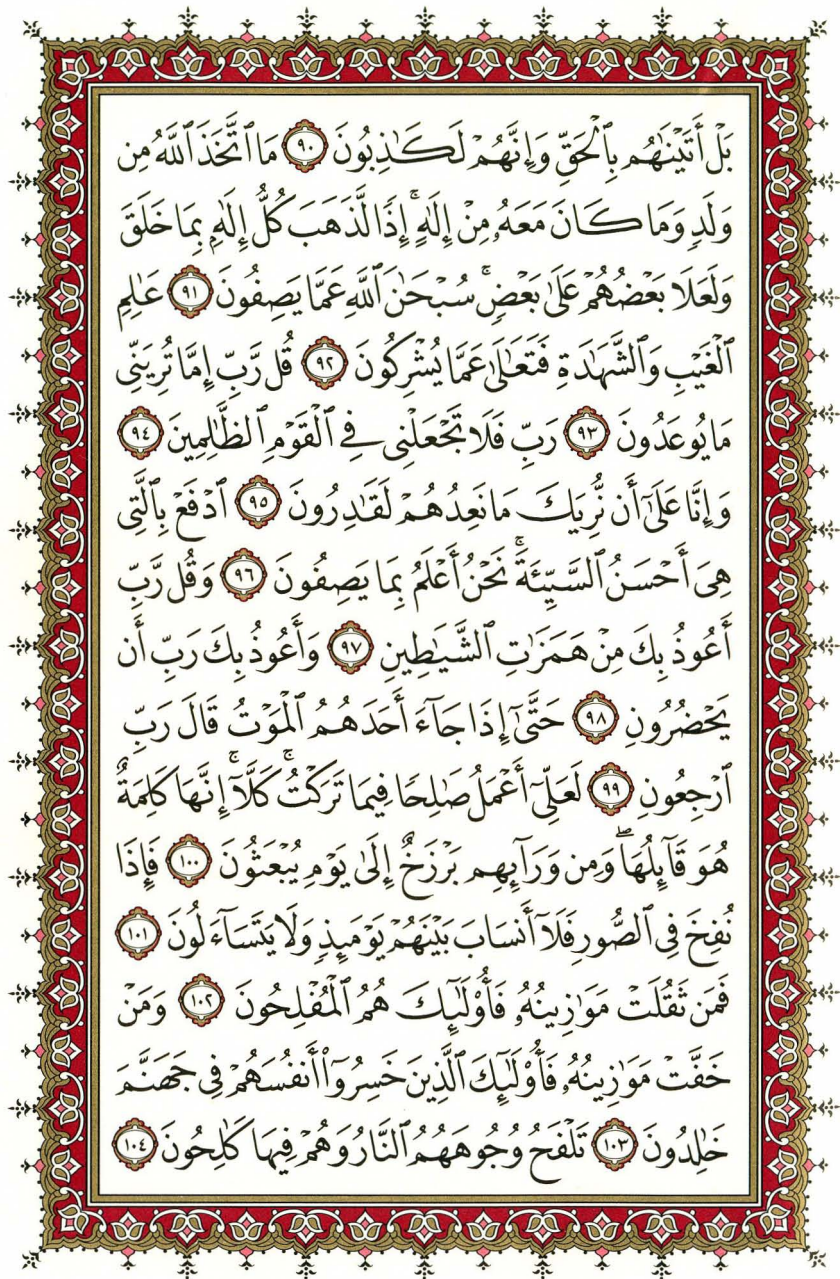 بَلْ أَتَيْنَٰهُم بِٱلْحَقِّ وَإِنَّهُمْ لَكَٰذِبُونَ ٩٠ مَا ٱتَّخَذَ ٱللَّهُ مِن
وَلَدٍ وَمَا كَانَ مَعَهُۥ مِنْ إِلَٰهٍ ۚ إِذًا لَّذَهَبَ كُلُّ إِلَٰهٍۭ بِمَا خَلَقَ
وَلَعَلَا بَعْضُهُمْ عَلَىٰ بَعْضٍ ۚ سُبْحَٰنَ ٱللَّهِ عَمَّا يَصِفُونَ ٩١ عَٰلِمِ
ٱلْغَيْبِ وَٱلشَّهَٰدَةِ فَتَعَٰلَىٰ عَمَّا يُشْرِكُونَ ٩٢ قُل رَّبِّ إِمَّا تُرِيَنِّى
مَا يُوعَدُونَ ٩٣ رَبِّ فَلَا تَجْعَلْنِى فِى ٱلْقَوْمِ ٱلظَّٰلِمِينَ ٩٤
وَإِنَّا عَلَىٰٓ أَن نُّرِيَكَ مَا نَعِدُهُمْ لَقَٰدِرُونَ ٩٥ ٱدْفَعْ بِٱلَّتِى
هِىَ أَحْسَنُ ٱلسَّيِّئَةَ ۚ نَحْنُ أَعْلَمُ بِمَا يَصِفُونَ ٩٦ وَقُل رَّبِّ
أَعُوذُ بِكَ مِنْ هَمَزَٰتِ ٱلشَّيَٰطِينِ ٩٧ وَأَعُوذُ بِكَ رَبِّ أَن
يَحْضُرُونِ ٩٨ حَتَّىٰٓ إِذَا جَآءَ أَحَدَهُمُ ٱلْمَوْتُ قَالَ رَبِّ
ٱرْجِعُونِ ٩٩ لَعَلِّىٓ أَعْمَلُ صَٰلِحًا فِيمَا تَرَكْتُ ۚ كَلَّآ ۚ إِنَّهَا كَلِمَةٌ
هُوَ قَآئِلُهَا ۖ وَمِن وَرَآئِهِم بَرْزَخٌ إِلَىٰ يَوْمِ يُبْعَثُونَ ١٠٠ فَإِذَا
نُفِخَ فِى ٱلصُّورِ فَلَآ أَنسَابَ بَيْنَهُمْ يَوْمَئِذٍ وَلَا يَتَسَآءَلُونَ ١٠١
فَمَن ثَقُلَتْ مَوَٰزِينُهُۥ فَأُو۟لَٰٓئِكَ هُمُ ٱلْمُفْلِحُونَ ١٠٢ وَمَنْ
خَفَّتْ مَوَٰزِينُهُۥ فَأُو۟لَٰٓئِكَ ٱلَّذِينَ خَسِرُوٓا۟ أَنفُسَهُمْ فِى جَهَنَّمَ
خَٰلِدُونَ ١٠٣ تَلْفَحُ وُجُوهَهُمُ ٱلنَّارُ وَهُمْ فِيهَا كَٰلِحُونَ ١٠٤